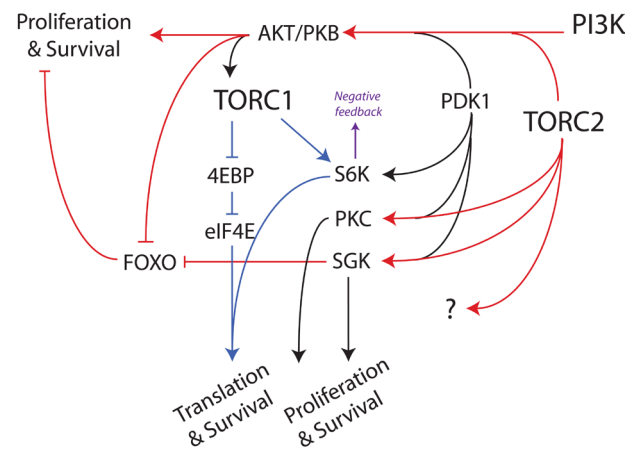 Proliferation
& Survival
AKT/PKB
PI3K
TORC1
Negative
feedback
PDK1
TORC2
4EBP
S6K
eIF4E
PKC
FOXO
SGK
?
Translation
& Survival
Proliferation
& Survival